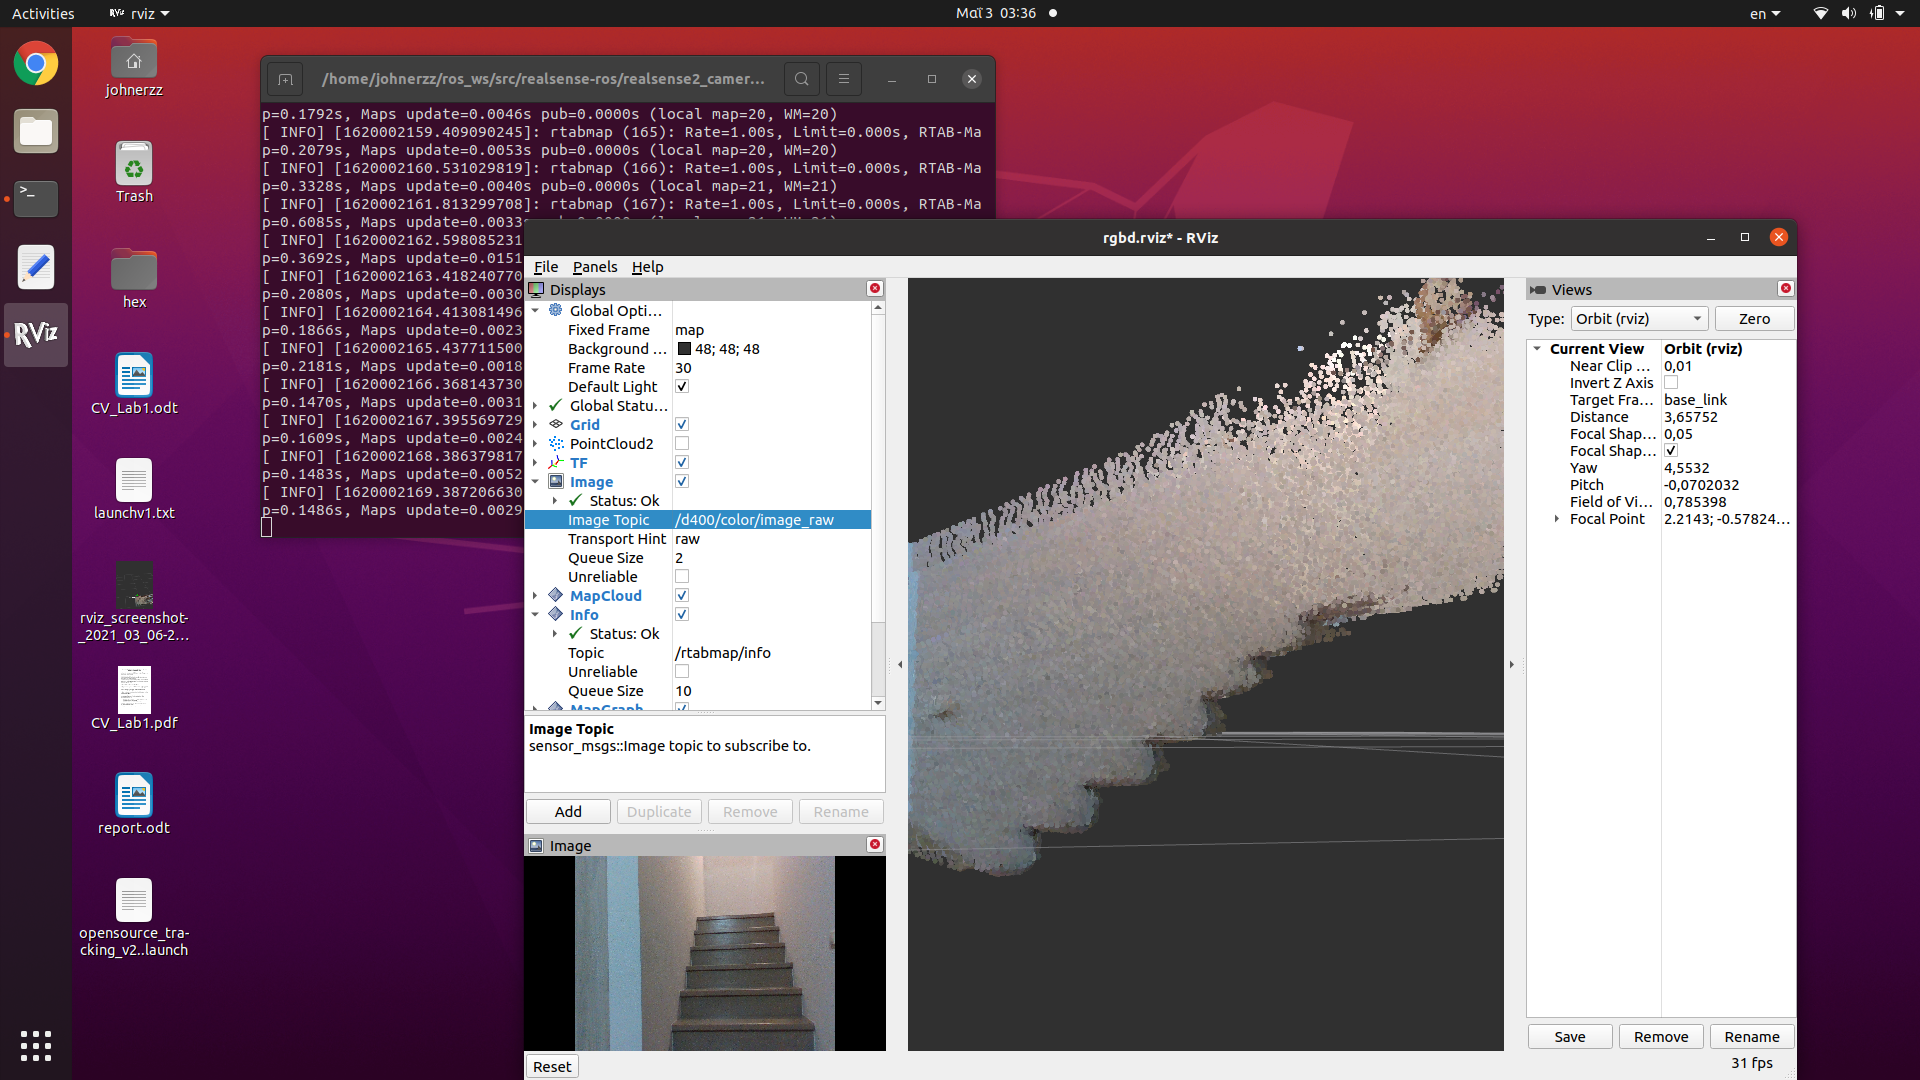 Activities
RViz rviz
Μαΐ 3 03:36
en
johnerzz
Trash
hex
CV_Lab1.odt
launchv1.txt
rviz_screenshot-
_2021_03_06-2...
CV_Lab1.pdf
report.odt
opensource_tra-
cking_v2..launch
>_
RViz
/home/johnerzz/ros_ws/src/realsense-ros/realsense2_camer...
p=0.1792s, Maps update=0.0046s pub=0.0000s (local map=20, WM=20)
[ INFO] [1620002159.409090245]: rtabmap (165): Rate=1.00s, Limit=0.000s, RTAB-Ma
p=0.2079s, Maps update=0.0053s pub=0.0000s (local map=20, WM=20)
[ INFO] [1620002160.531029819]: rtabmap (166): Rate=1.00s, Limit=0.000s, RTAB-Ma
p=0.3328s, Maps update=0.0040s pub=0.0000s (local map=21, WM=21)
[ INFO] [1620002161.813299708]: rtabmap (167): Rate=1.00s, Limit=0.000s, RTAB-Ma
p=0.6085s, Maps update=0.0033s
[ INFO] [1620002162.598085231
p=0.3692s, Maps update=0.0151
[ INFO] [1620002163.418240770
p=0.2080s, Maps update=0.0030
[ INFO] [1620002164.413081496
p=0.1866s, Maps update=0.0023
[ INFO] [1620002165.437711500
p=0.2181s, Maps update=0.0018
[ INFO] [1620002166.368143730
p=0.1470s, Maps update=0.0031
[ INFO] [1620002167.395569729
p=0.1609s, Maps update=0.0024
[ INFO] [1620002168.386379817
p=0.1483s, Maps update=0.0052
[ INFO] [1620002169.387206630
p=0.1486s, Maps update=0.0029
rgbd.rviz* - RViz
File Panels Help
Displays
Global Opti...
Fixed Frame map
Background ... 48; 48; 48
Frame Rate 30
Default Light
Global Statu...
Grid
PointCloud2
TF
Image
Status: Ok
Image Topic /d400/color/image_raw
Transport Hint raw
Queue Size 2
Unreliable
MapCloud
Info
Status: Ok
Topic /rtabmap/info
Unreliable
Queue Size 10
MapGraph
Image Topic
sensor_msgs::Image topic to subscribe to.
Add Duplicate Remove Rename
Image
Reset
Views
Type: Orbit (rviz) Zero
Current View Orbit (rviz)
Near Clip ... 0,01
Invert Z Axis
Target Fra... base_link
Distance 3,65752
Focal Shap... 0,05
Focal Shap...
Yaw 4,5532
Pitch -0,0702032
Field of Vi... 0,785398
Focal Point 2.2143; -0.57824...
Save Remove Rename
31 fps